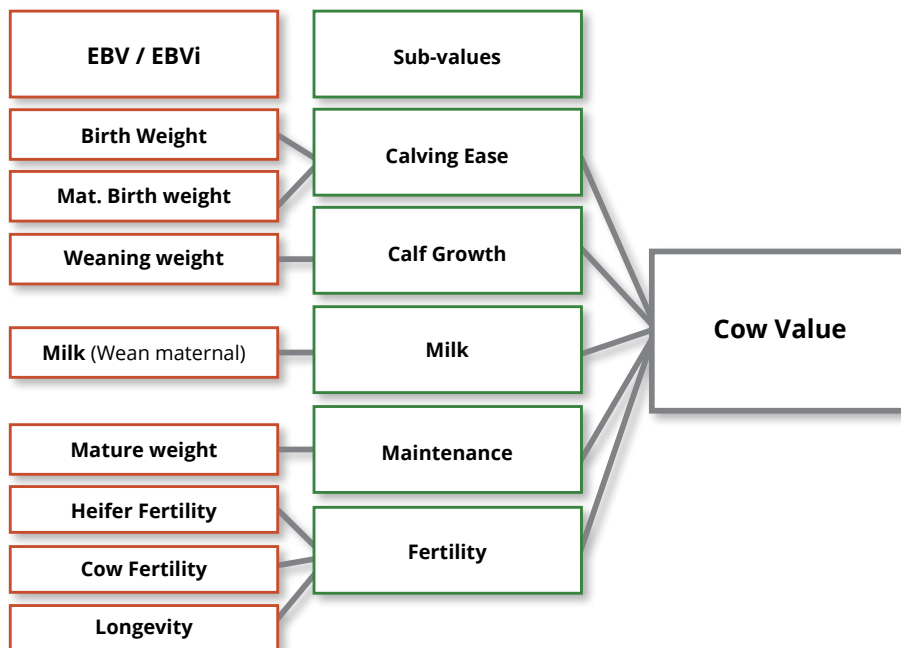 EBV / EBVi
Sub-values
Birth Weight
Mat. Birth weight
Calving Ease
Weaning weight
Calf Growth
Milk (Wean maternal)
Milk
Mature weight
Maintenance
Heifer Fertility
Cow Fertility
Longevity
Fertility
Cow Value